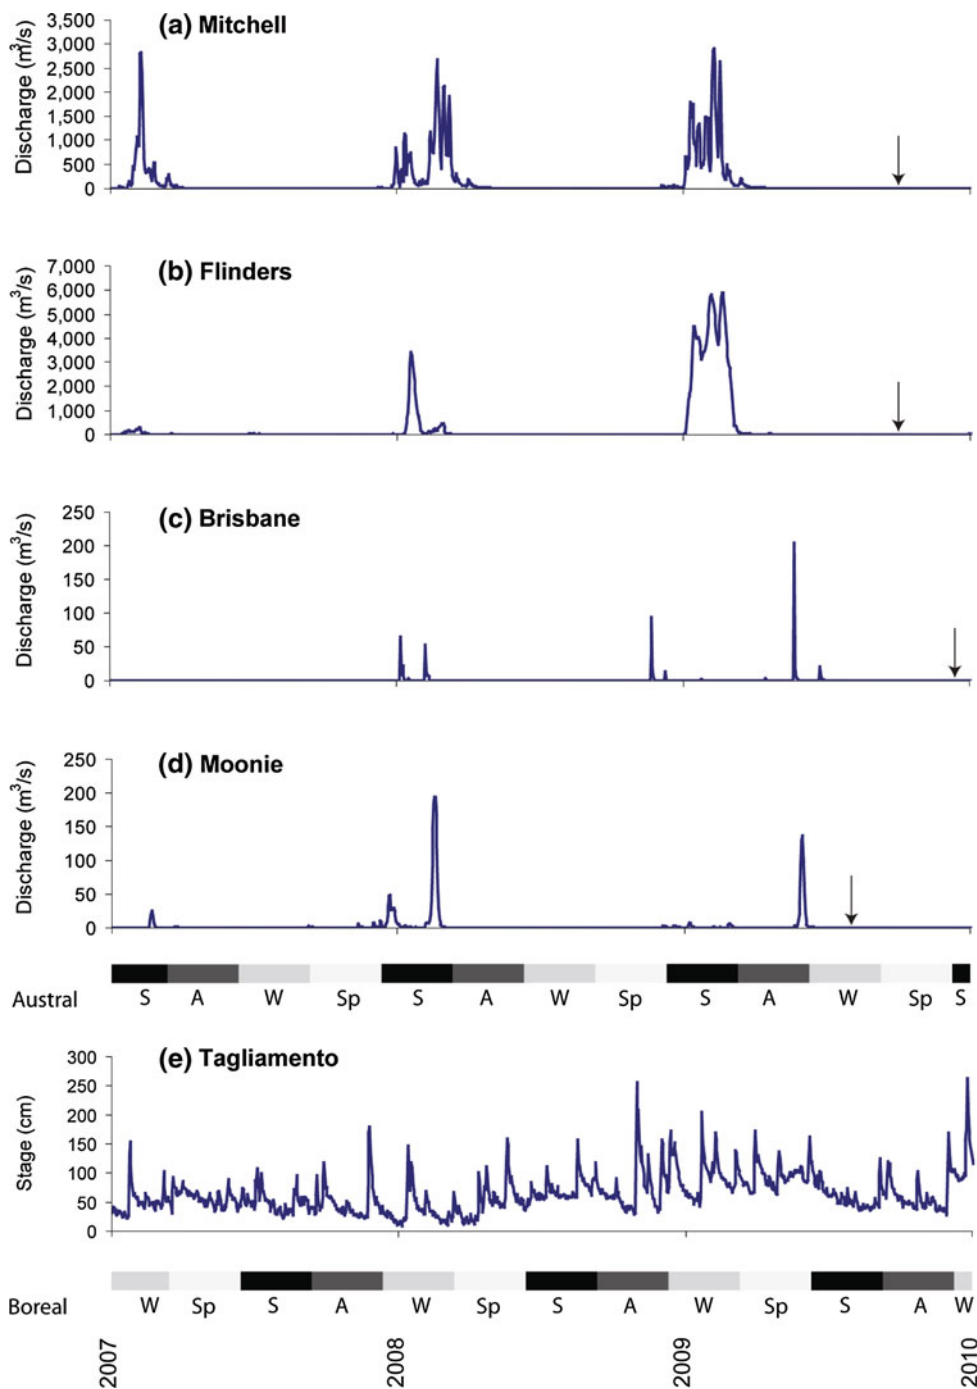 (a) Mitchell
Discharge (m³/s)
3,500
3,000
2,500
2,000
1,500
1,000
500
0
(b) Flinders
Discharge (m³/s)
7,000
6,000
5,000
4,000
3,000
2,000
1,000
0
(c) Brisbane
Discharge (m³/s)
250
200
150
100
50
0
(d) Moonie
Discharge (m³/s)
250
200
150
100
50
0
Austral S A W Sp S A W Sp S A W Sp S
(e) Tagliamento
Stage (cm)
300
250
200
150
100
50
0
Boreal W Sp S A W Sp S A W Sp S A W
2007 2008 2009 2010